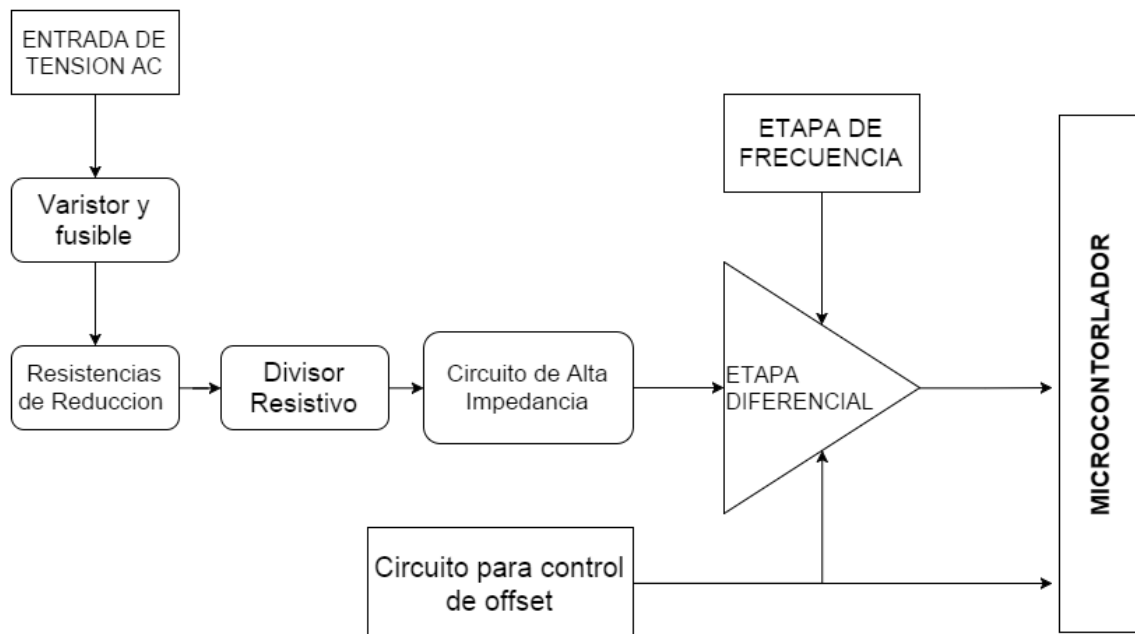 ENTRADA DE
TENSION AC
Varistor y
fusible
Resistencias
de Reduccion
Divisor
Resistivo
Circuito de Alta
Impedancia
ETAPA DE
FRECUENCIA
ETAPA
DIFERENCIAL
Circuito para control
de offset
MICROCONTORLADOR